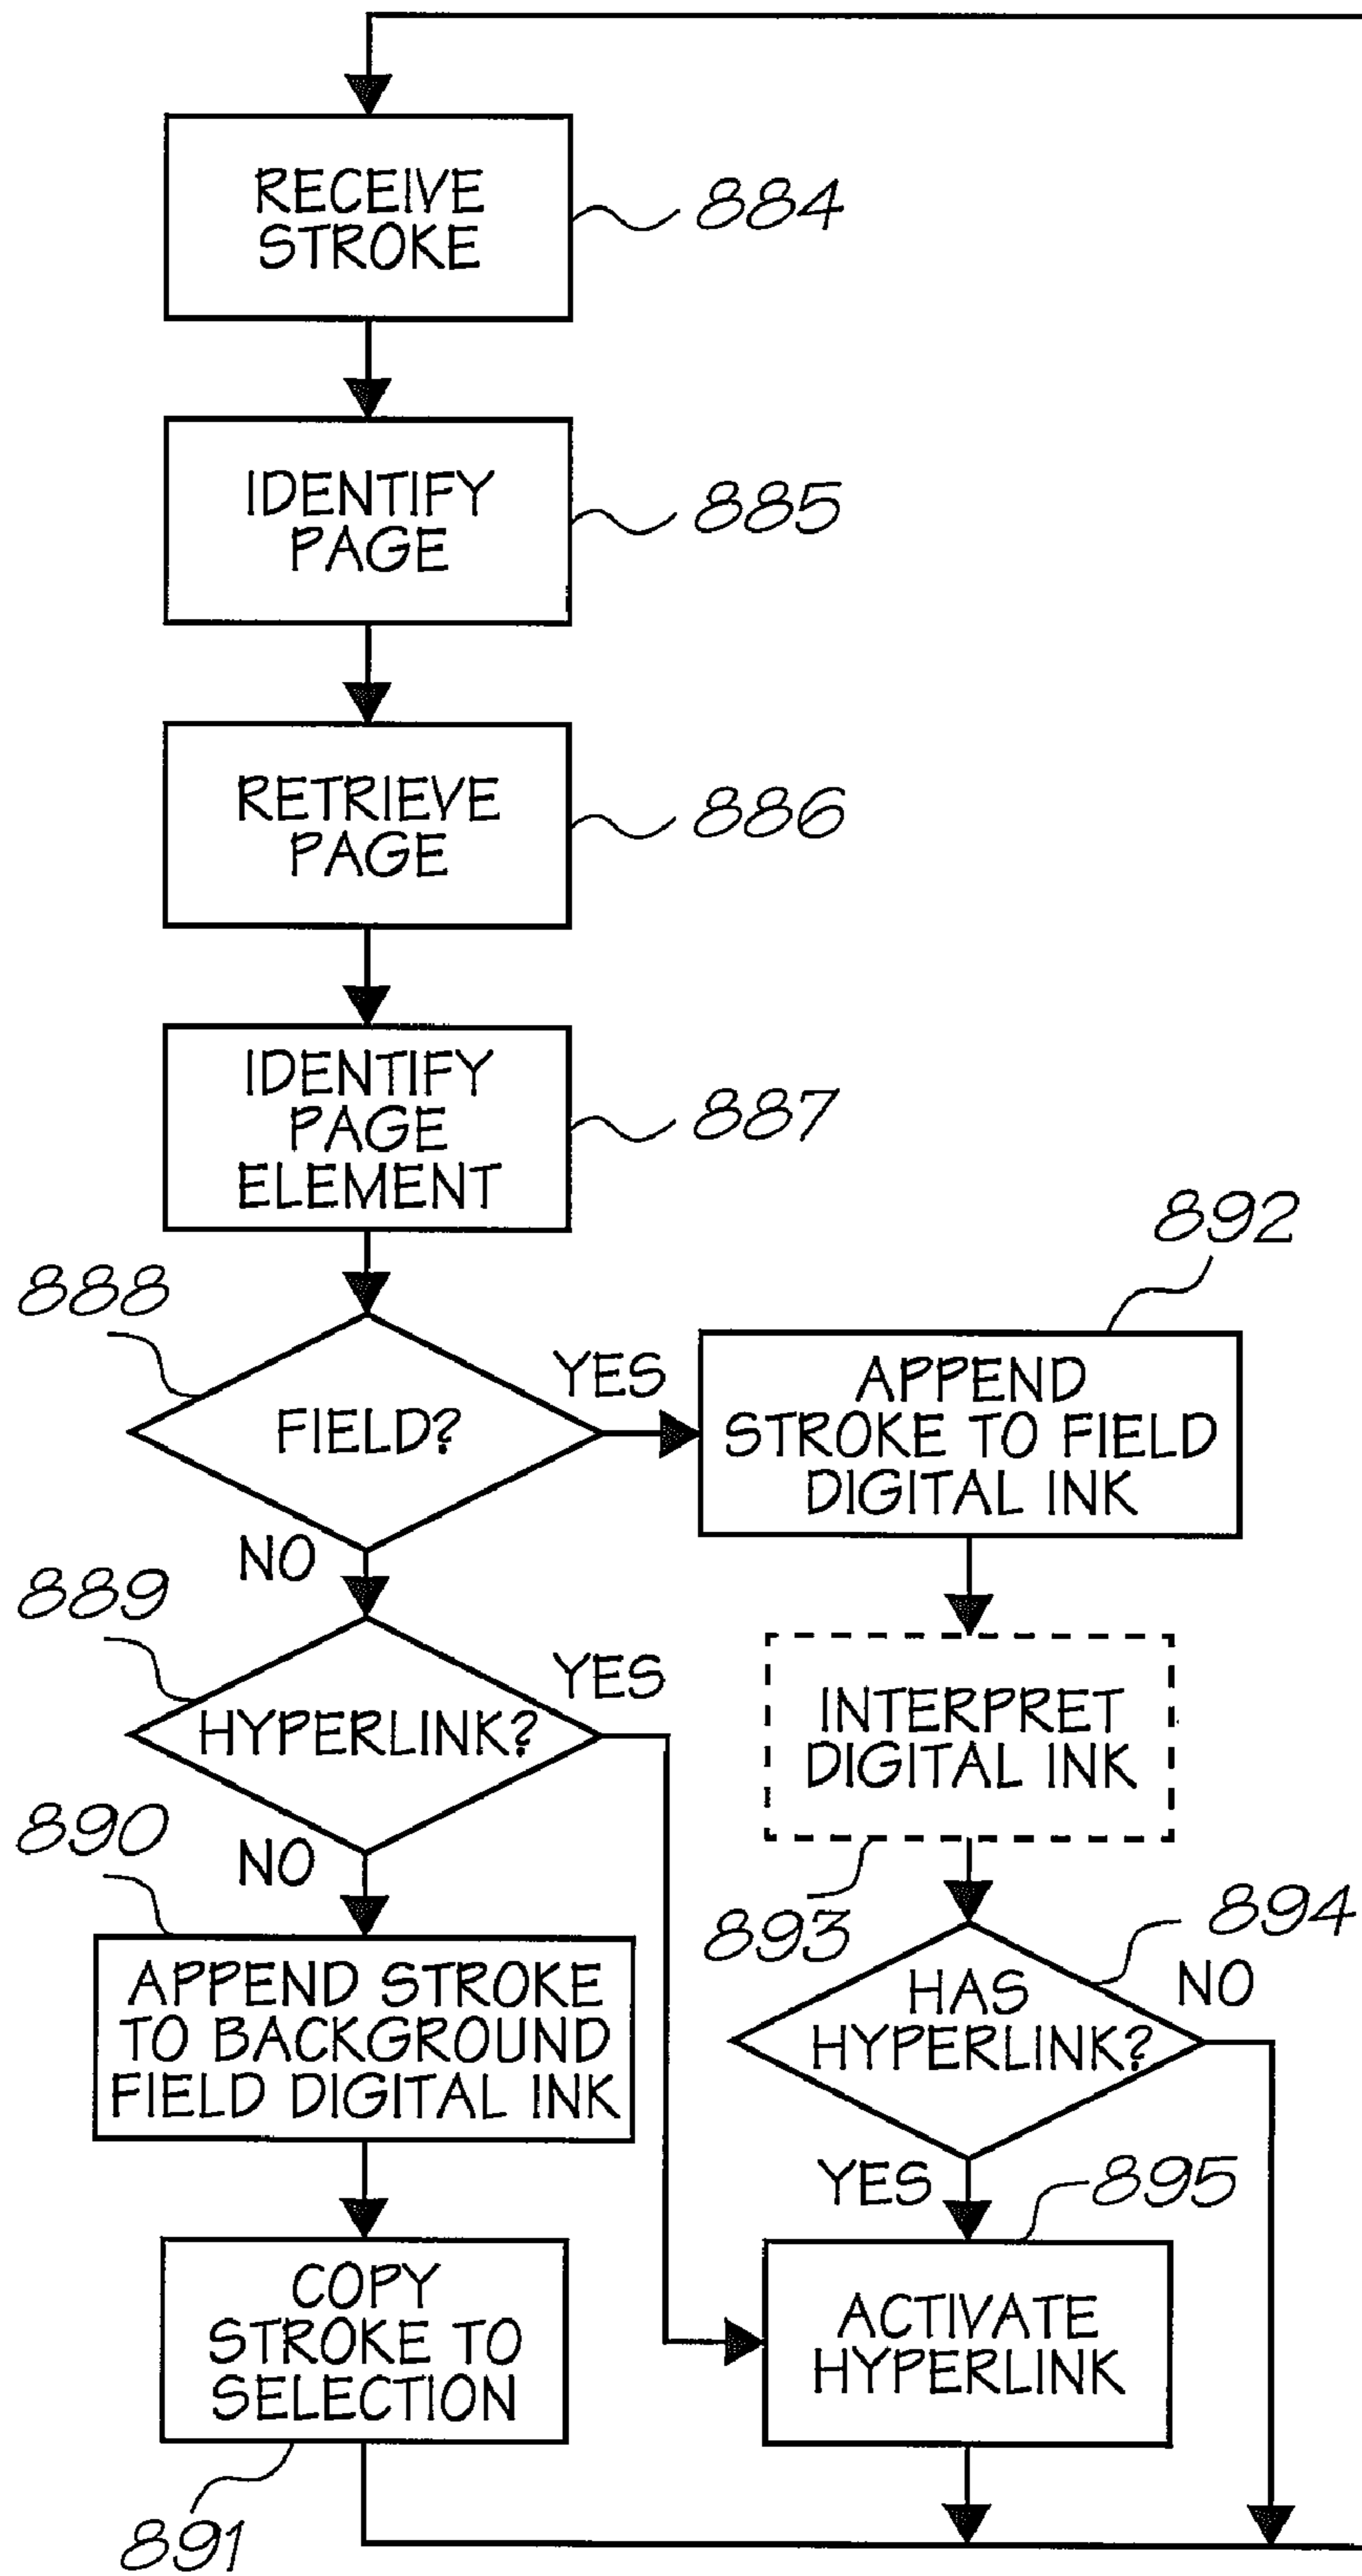 RECEIVE
STROKE
884
IDENTIFY
PAGE
885
RETRIEVE
PAGE
886
IDENTIFY
PAGE
ELEMENT
887
888
FIELD?
YES
NO
892
APPEND
STROKE TO FIELD
DIGITAL INK
889
HYPERLINK?
YES
NO
INTERPRET
DIGITAL INK
893
890
APPEND STROKE
TO BACKGROUND
FIELD DIGITAL INK
894
HAS
HYPERLINK?
NO
YES
895
COPY
STROKE TO
SELECTION
891
ACTIVATE
HYPERLINK